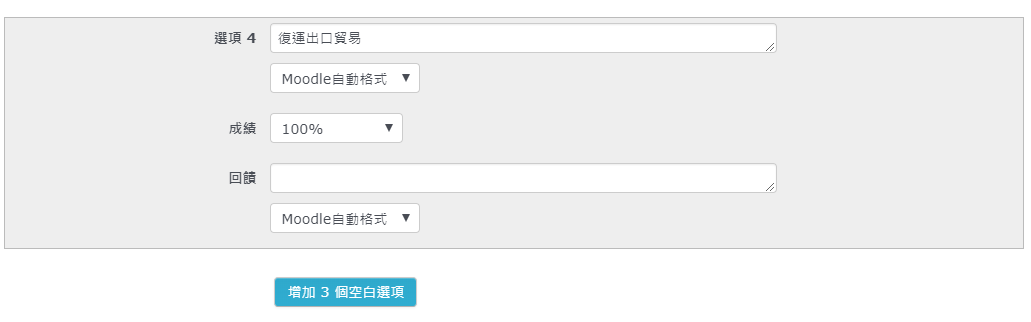 選項 4
復運出口貿易
Moodle自動格式
成績
100%
回饋
Moodle自動格式
增加 3 個空白選項